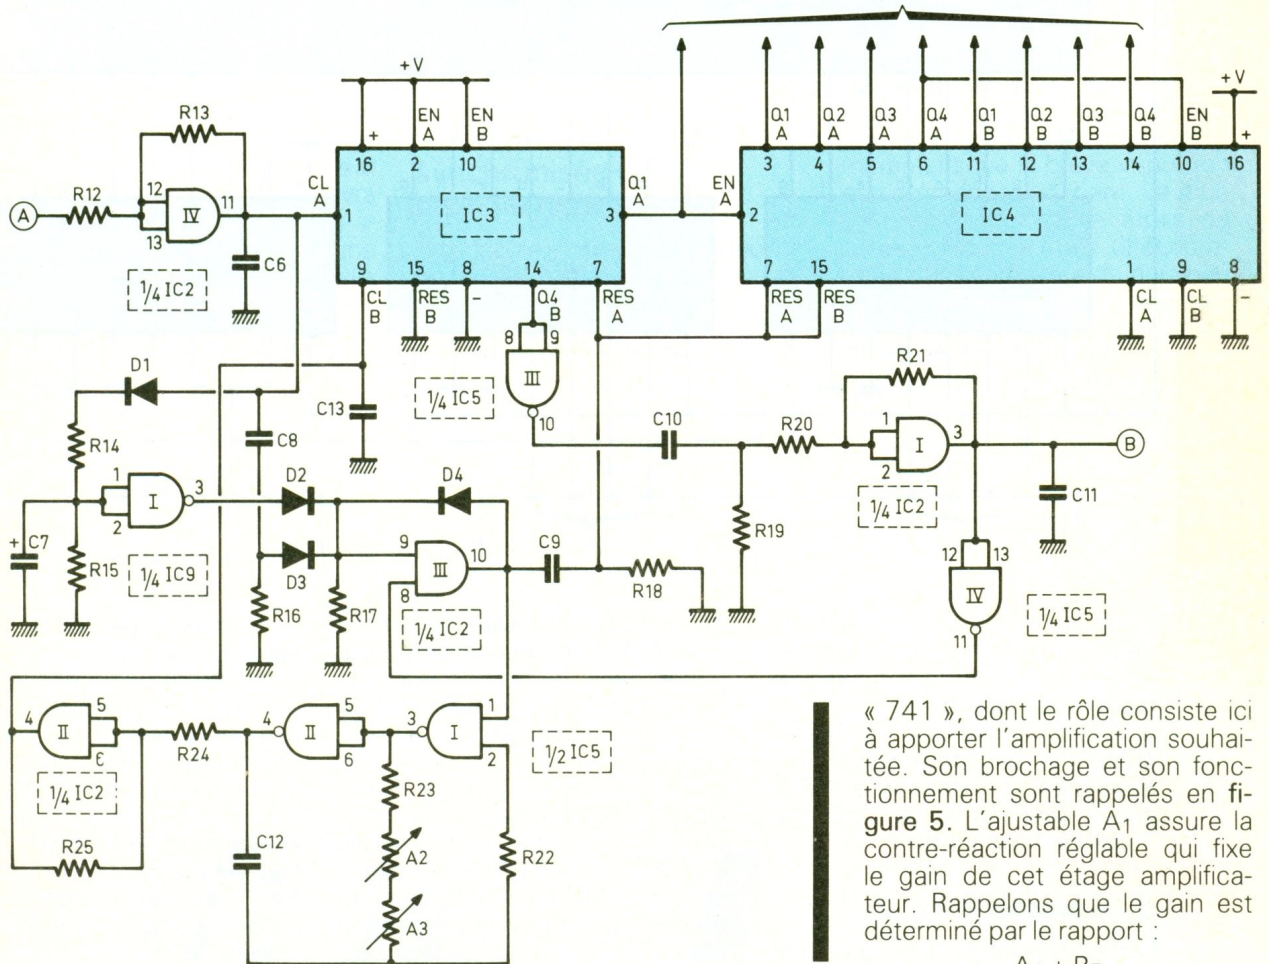 +V
R13
EN A
EN B
Q1 A
Q2 A
Q3 A
Q4 A
Q1 B
Q2 B
Q3 B
Q4 B
EN B
+V
+
16 2 10
3 4 5 6 11 12 13 14 10 16
+
A
R12
12
13
IV
11
CL A
1
IC3
3
Q1 A
EN A
2
IC4
C6
1/4 IC2
9 15 8 14 7
CL B
RES B
-
Q4 B
RES A
7 15
RES A
RES B
1 9 8
CL A
CL B
-
8 9
III
10
1/4 IC5
D1
C13
C10
R20
R21
1
2
I
3
B
R14
C8
1/4 IC2
C11
1
2
I
3
D2
D4
R19
C7
+
R15
1/4 IC9
D3
9
8
III
10
C9
R18
12 13
IV
11
1/4 IC5
R16
R17
1/4 IC2
4
II
5
6
R24
4
II
5
6
3
I
1
2
1/2 IC5
1/4 IC2
R23
R25
C12
A2
R22
A3
« 741 », dont le rôle consiste ici
à apporter l'amplification souhai-
tée. Son brochage et son fonc-
tionnement sont rappelés en fi-
gure 5. L'ajustable A1 assure la
contre-réaction réglable qui fixe
le gain de cet étage amplifica-
teur. Rappelons que le gain est
déterminé par le rapport :